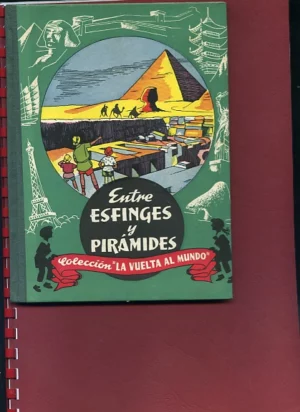 Entre
ESFINGES
y
PIRÁMIDES
Colección "LA VUELTA AL MUNDO"